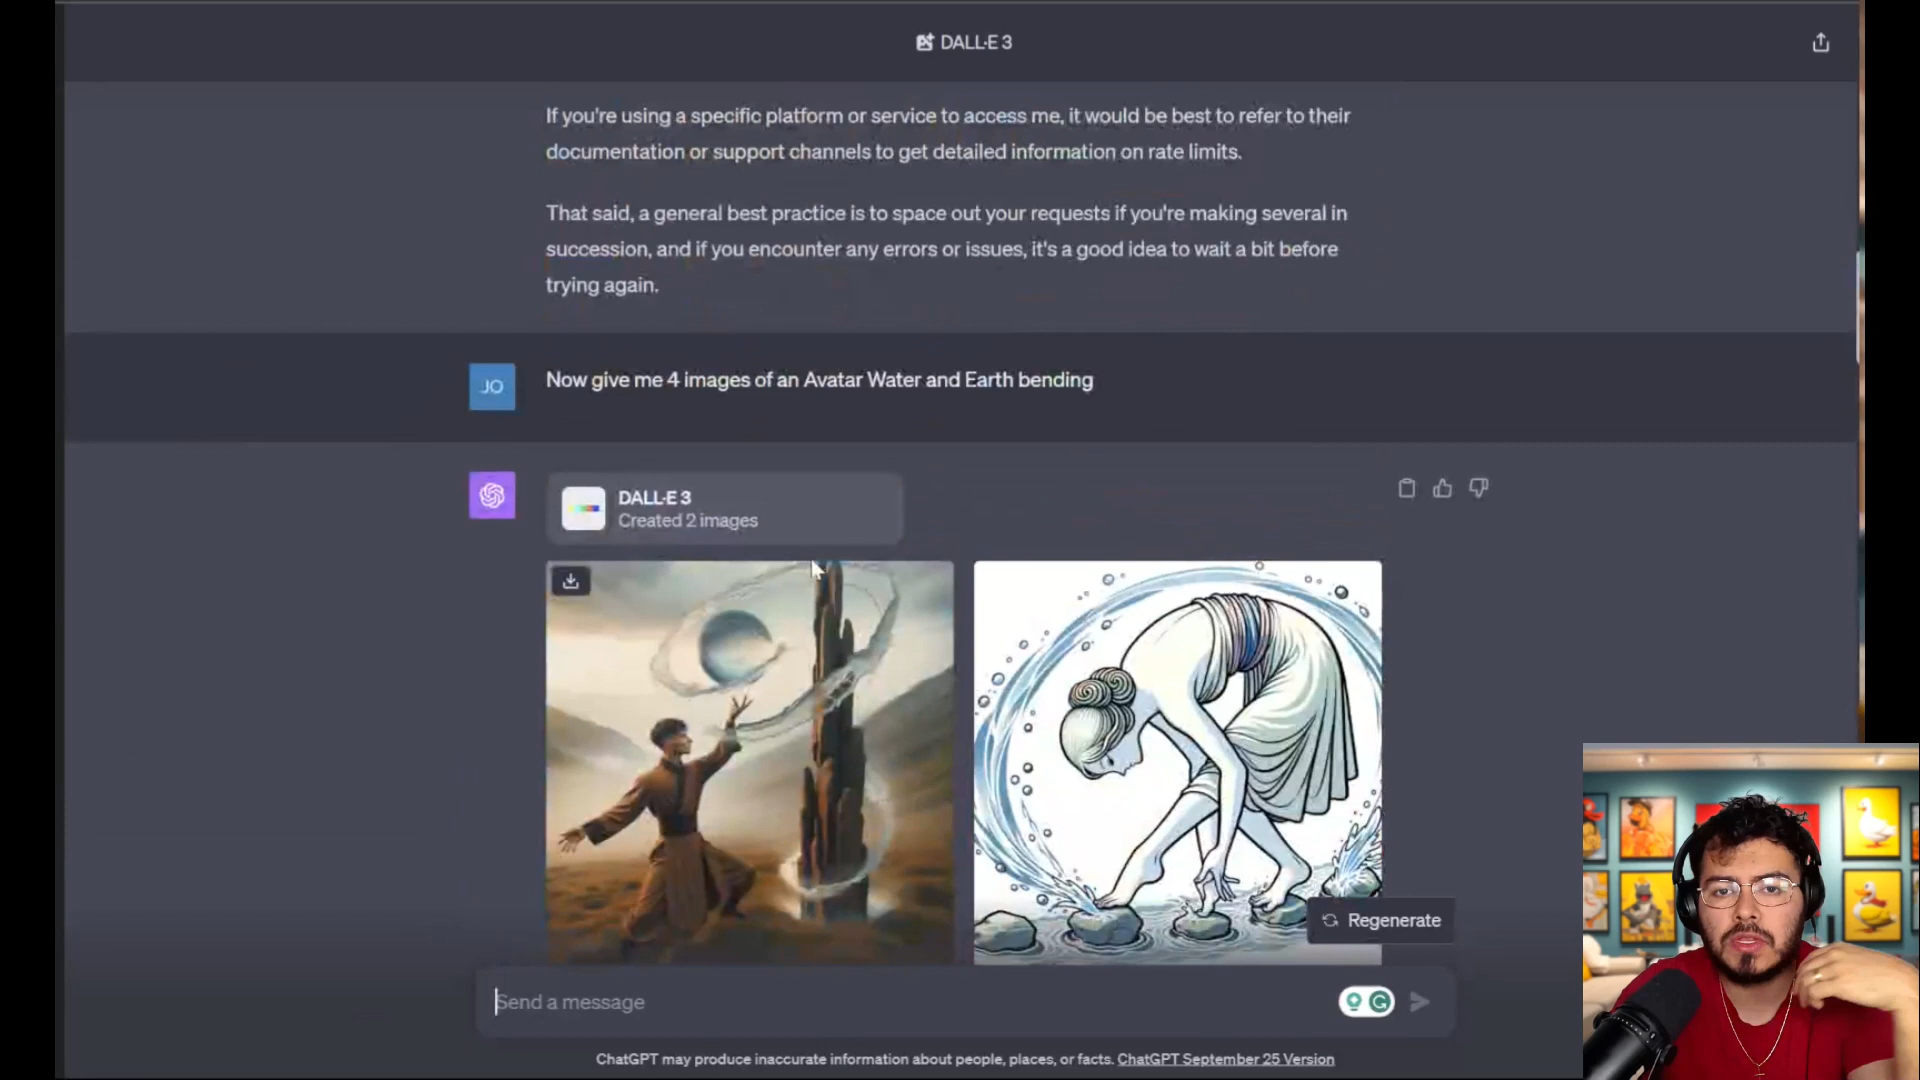 DALL·E 3
If you're using a specific platform or service to access me, it would be best to refer to their
documentation or support channels to get detailed information on rate limits.
That said, a general best practice is to space out your requests if you're making several in
succession, and if you encounter any errors or issues, it's a good idea to wait a bit before
trying again.
JO
Now give me 4 images of an Avatar Water and Earth bending
DALL·E 3
Created 2 images
Regenerate
Send a message
ChatGPT may produce inaccurate information about people, places, or facts. ChatGPT September 25 Version